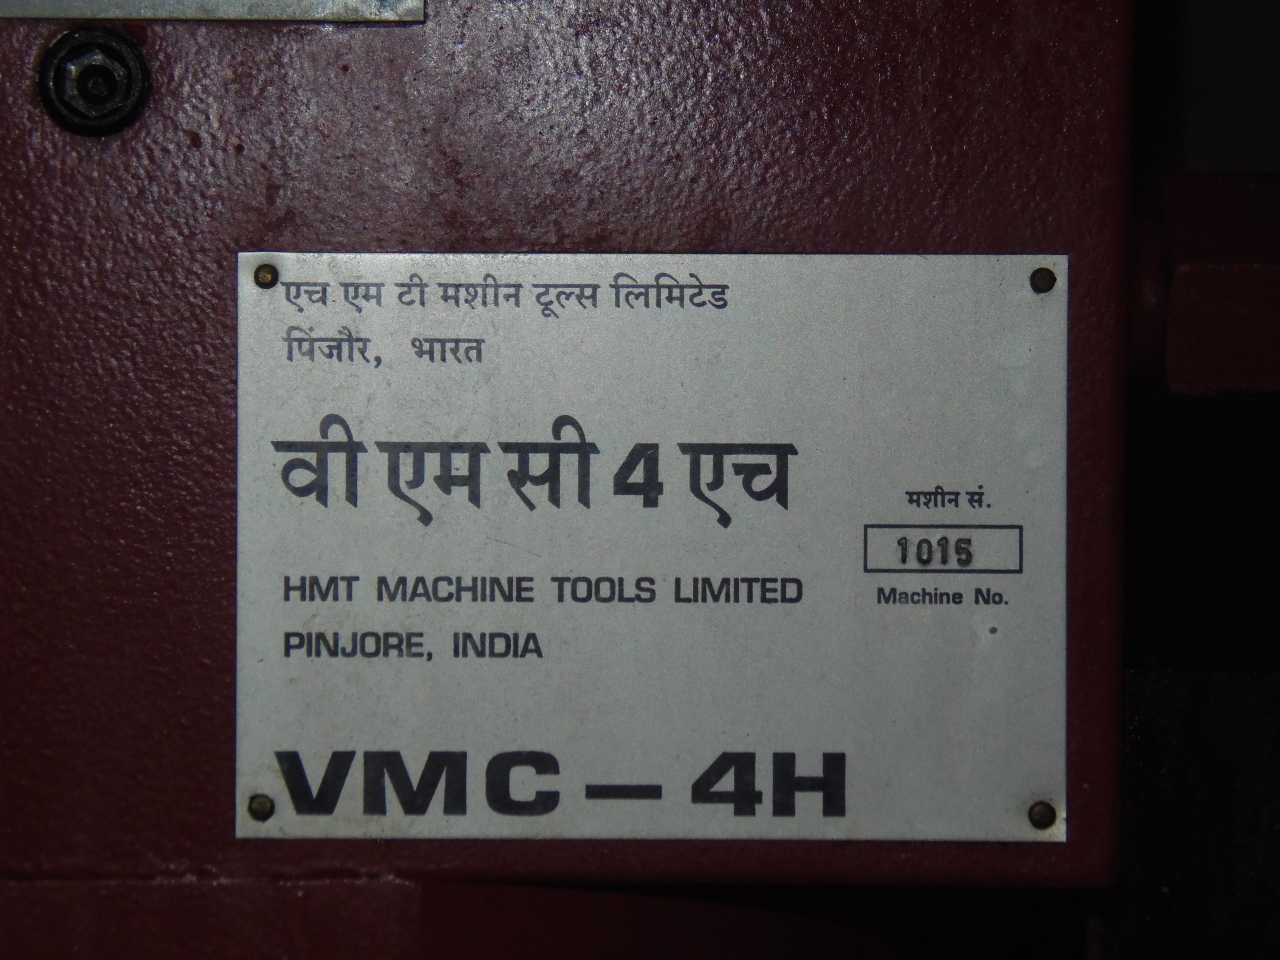 एच एम टी मशीन टूल्स लिमिटेड
पिंजौर, भारत
वी एम सी 4 एच
मशीन सं.
1015
Machine No.
HMT MACHINE TOOLS LIMITED
PINJORE, INDIA
VMC – 4H